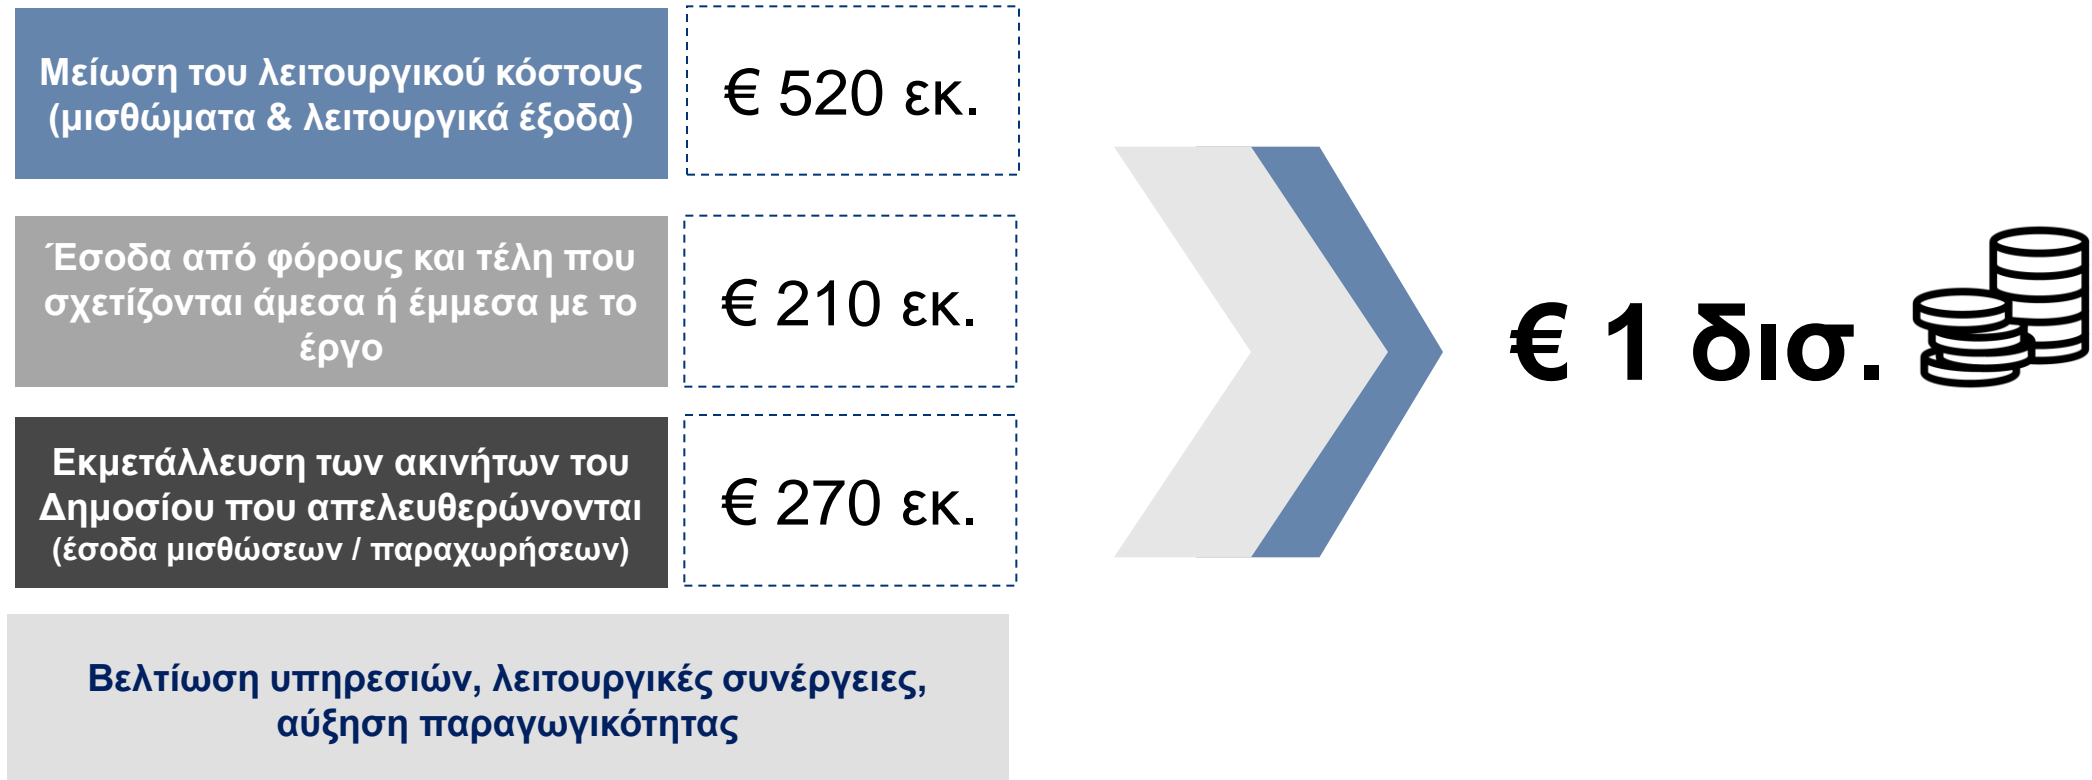 Μείωση του λειτουργικού κόστους
(μισθώματα & λειτουργικά έξοδα)
€ 520 εκ.
Έσοδα από φόρους και τέλη που
σχετίζονται άμεσα ή έμμεσα με το
έργο
€ 210 εκ.
Εκμετάλλευση των ακινήτων του
Δημοσίου που απελευθερώνονται
(έσοδα μισθώσεων / παραχωρήσεων)
€ 270 εκ.
Βελτίωση υπηρεσιών, λειτουργικές συνέργειες,
αύξηση παραγωγικότητας
€ 1 δισ.